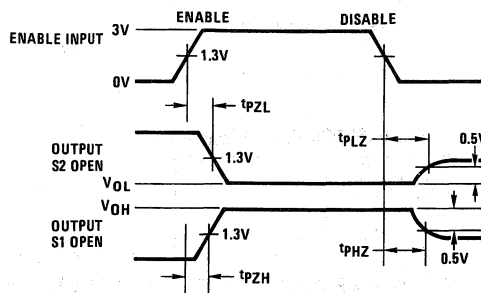 ENABLE DISABLE
ENABLE INPUT
3V
1.3V
0V
tPZL
tPLZ
0.5V
OUTPUT
S2 OPEN
1.3V
VOL
VOH
OUTPUT
S1 OPEN
1.3V
tPHZ
0.5V
tPZH